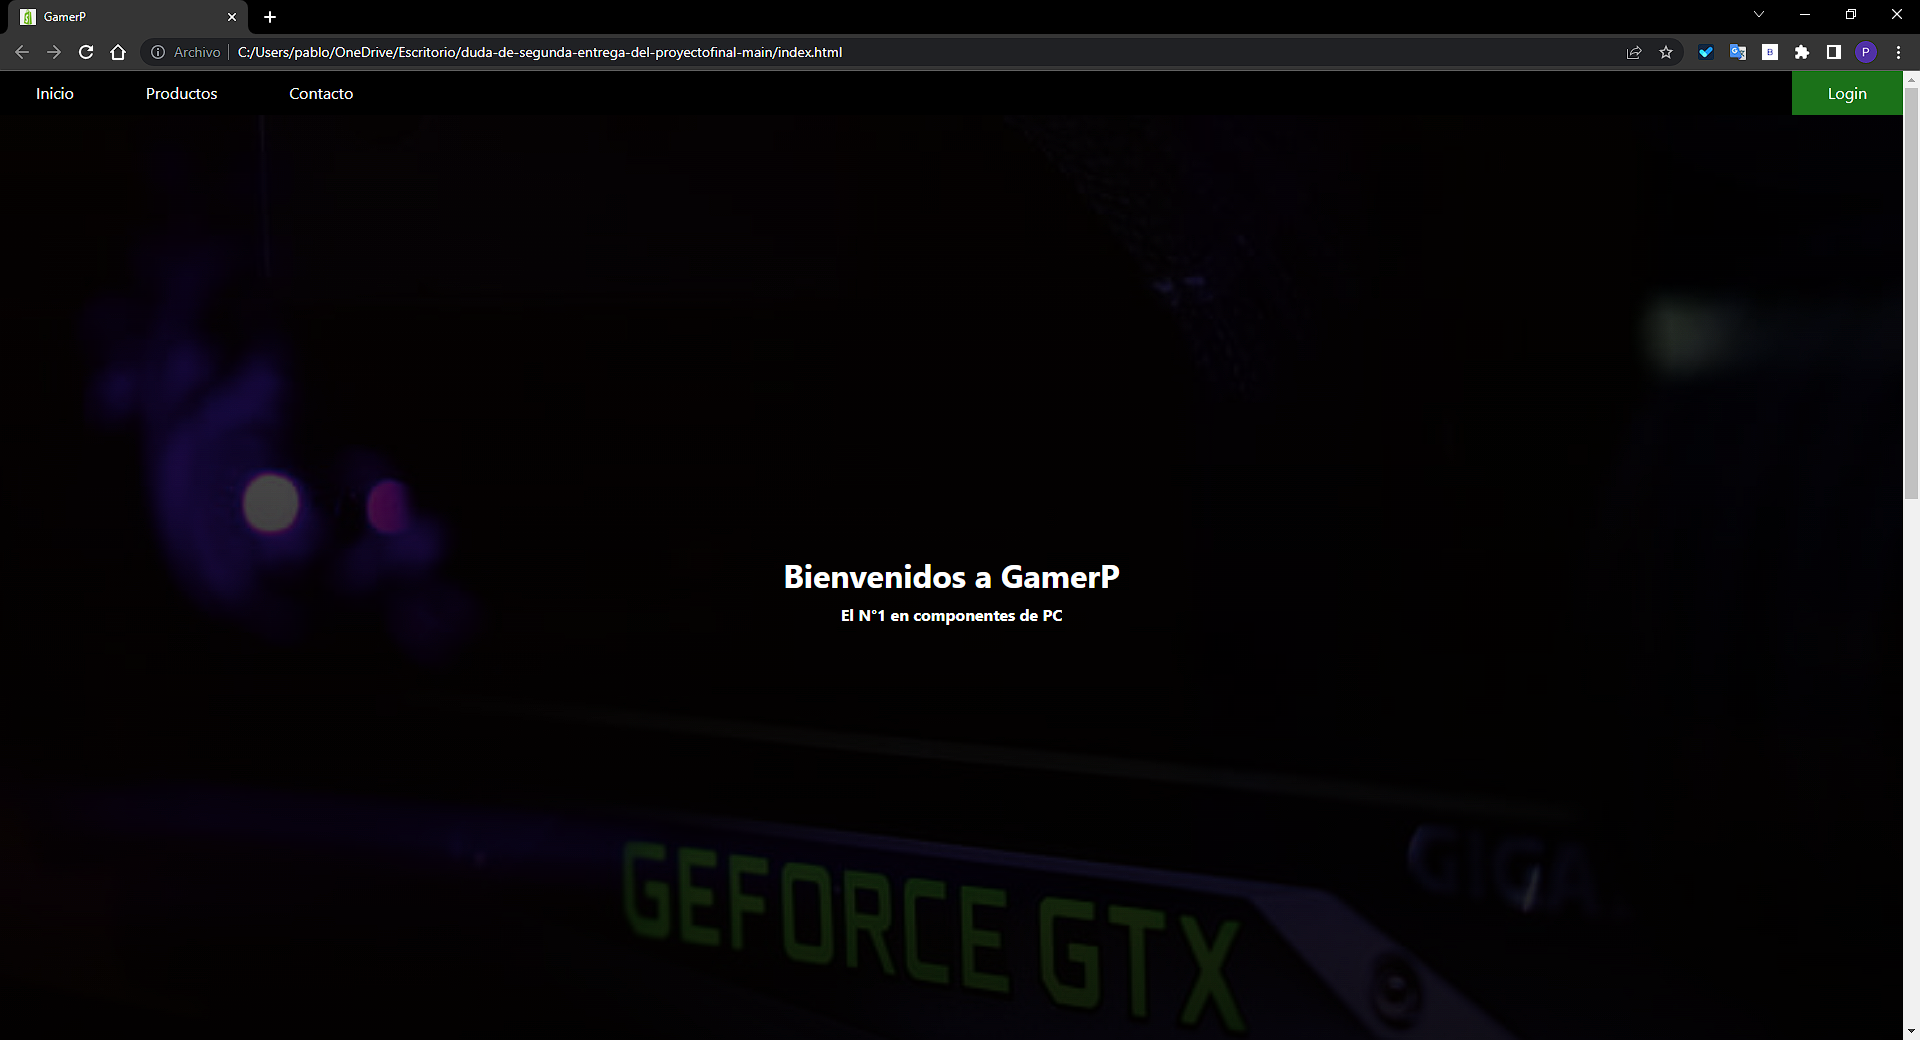 GamerP
Archivo C:/Users/pablo/OneDrive/Escritorio/duda-de-segunda-entrega-del-proyectofinal-main/index.html
P
Inicio Productos Contacto Login
Bienvenidos a GamerP
El N°1 en componentes de PC
GIGA
GEFORCE GTX